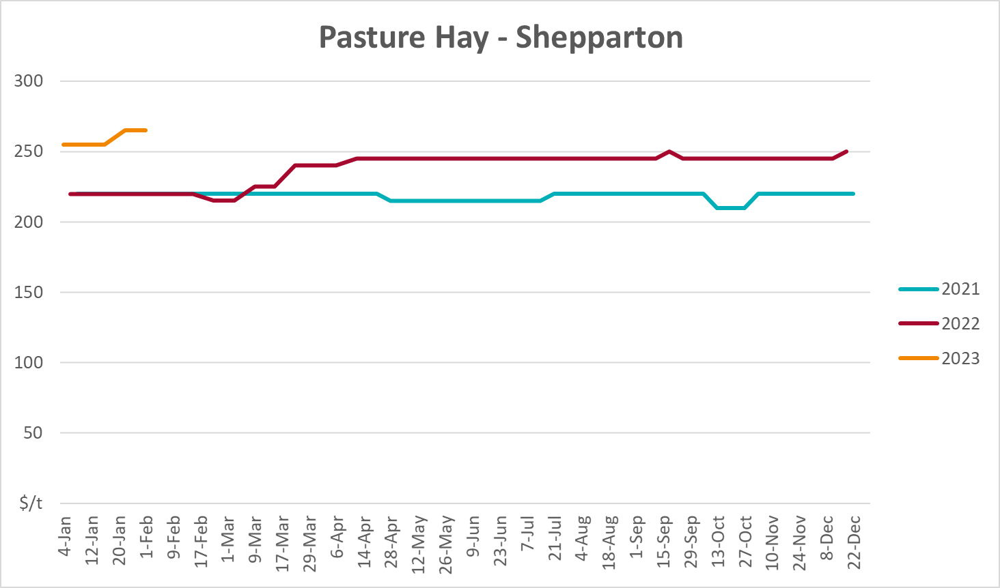 Pasture Hay - Shepparton
300
250
200
150
100
50
$/t
4-Jan
12-Jan
20-Jan
1-Feb
9-Feb
17-Feb
1-Mar
9-Mar
17-Mar
29-Mar
6-Apr
14-Apr
28-Apr
12-May
26-May
9-Jun
23-Jun
7-Jul
21-Jul
4-Aug
18-Aug
1-Sep
15-Sep
29-Sep
13-Oct
27-Oct
10-Nov
24-Nov
8-Dec
22-Dec
2021
2022
2023